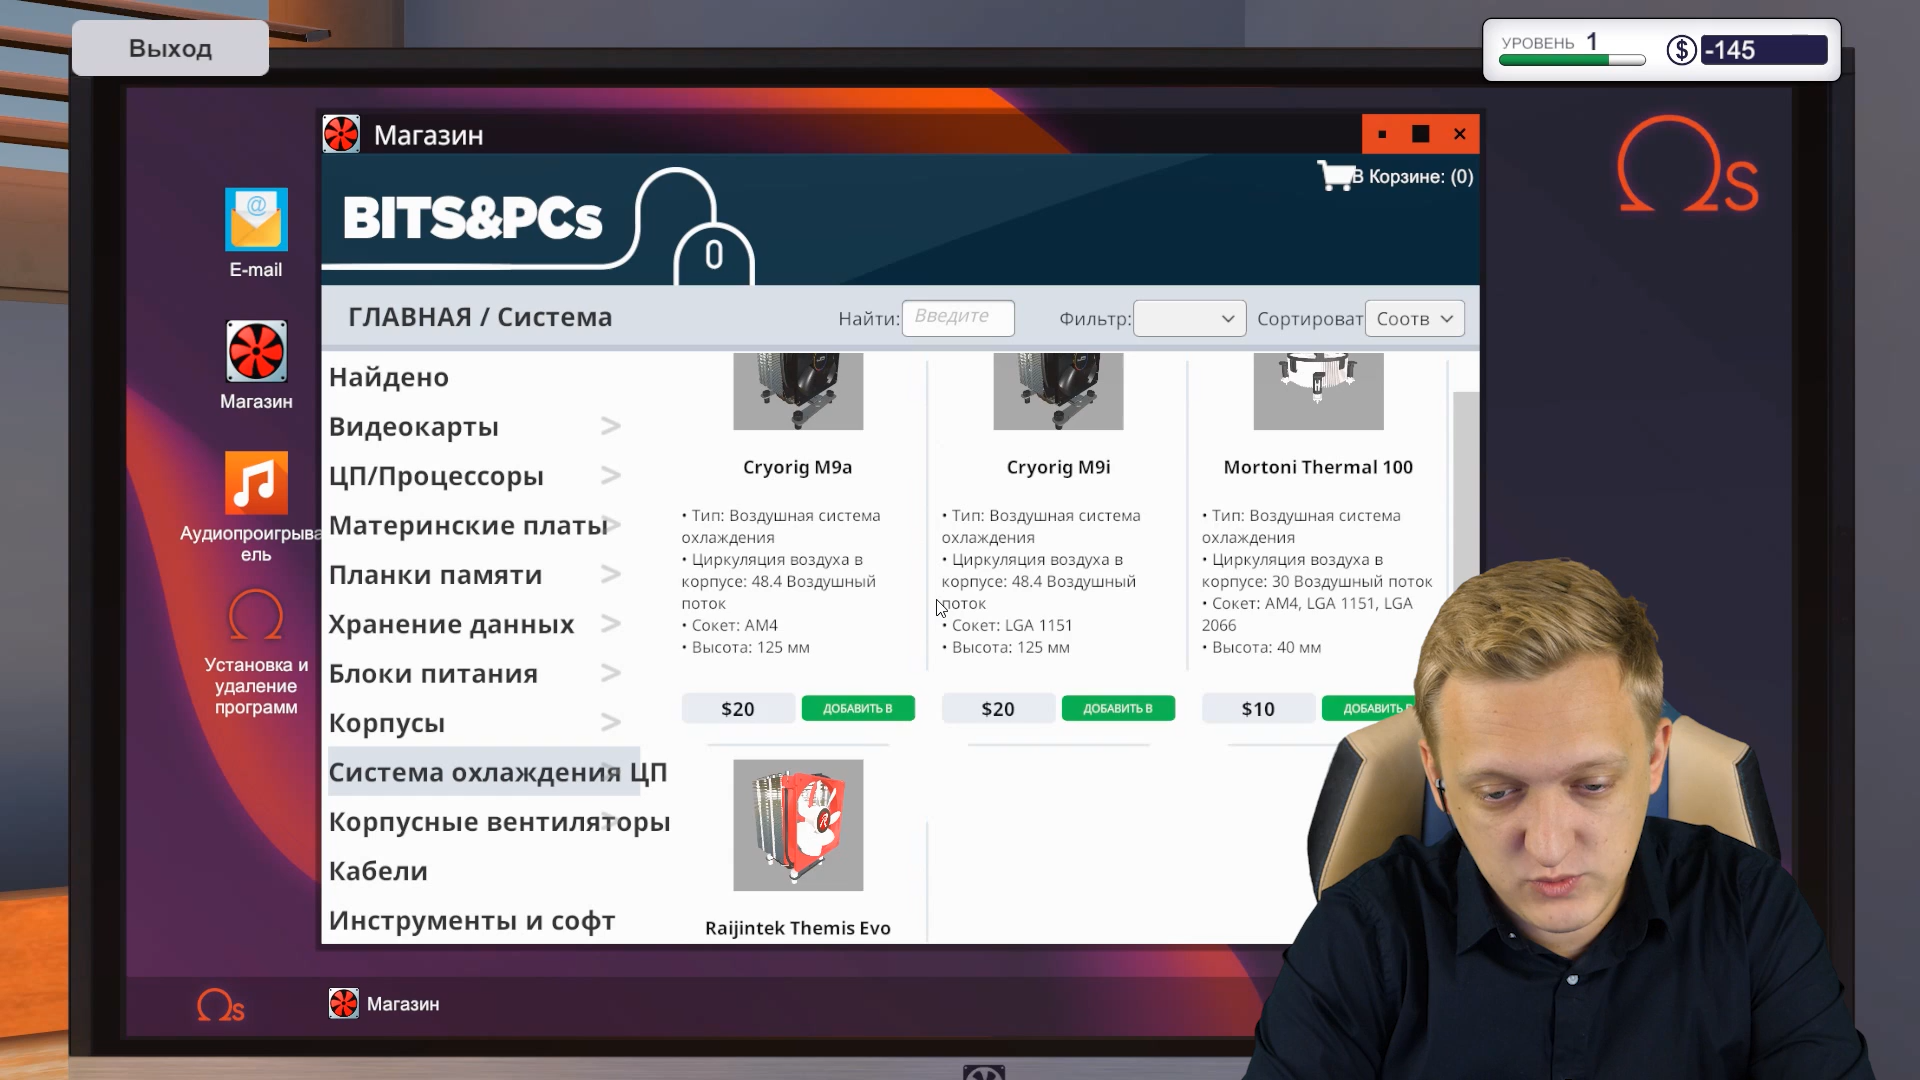 Выход
УРОВЕНЬ 1
$ -145
Магазин
В Корзине: (0)
BITS&PCs
E-mail
Магазин
Аудиопроигрыва
ель
Установка и
удаление
программ
Ωs
ГЛАВНАЯ / Система
Найти: Введите
Фильтр:
Сортироват Соотв
Найдено
Видеокарты >
ЦП/Процессоры >
Материнские платы >
Планки памяти >
Хранение данных >
Блоки питания >
Корпусы >
Система охлаждения ЦП
Корпусные вентиляторы
Кабели
Инструменты и софт
Cryorig M9a
• Тип: Воздушная система
охлаждения
• Циркуляция воздуха в
корпусе: 48.4 Воздушный
поток
• Сокет: AM4
• Высота: 125 мм
$20 ДОБАВИТЬ В
Cryorig M9i
• Тип: Воздушная система
охлаждения
• Циркуляция воздуха в
корпусе: 48.4 Воздушный
поток
• Сокет: LGA 1151
• Высота: 125 мм
$20 ДОБАВИТЬ В
Mortoni Thermal 100
• Тип: Воздушная система
охлаждения
• Циркуляция воздуха в
корпусе: 30 Воздушный поток
• Сокет: AM4, LGA 1151, LGA
2066
• Высота: 40 мм
$10 ДОБАВИТЬ В
Raijintek Themis Evo
Ωs
Магазин